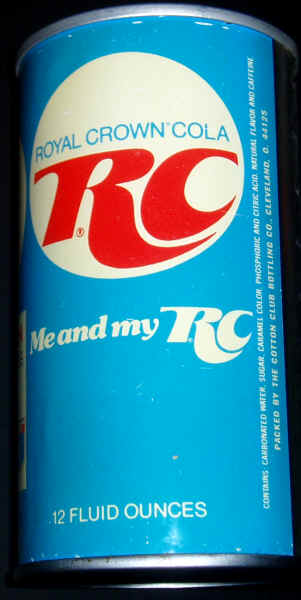 ROYAL CROWN™ COLA
RC®
Me and my RC
12 FLUID OUNCES
CONTAINS: CARBONATED WATER, SUGAR, CARAMEL COLOR, PHOSPHORIC AND CITRIC ACID, NATURAL FLAVOR AND CAFFEINE
PACKED BY THE COTTON CLUB BOTTLING CO., CLEVELAND, O. 44125